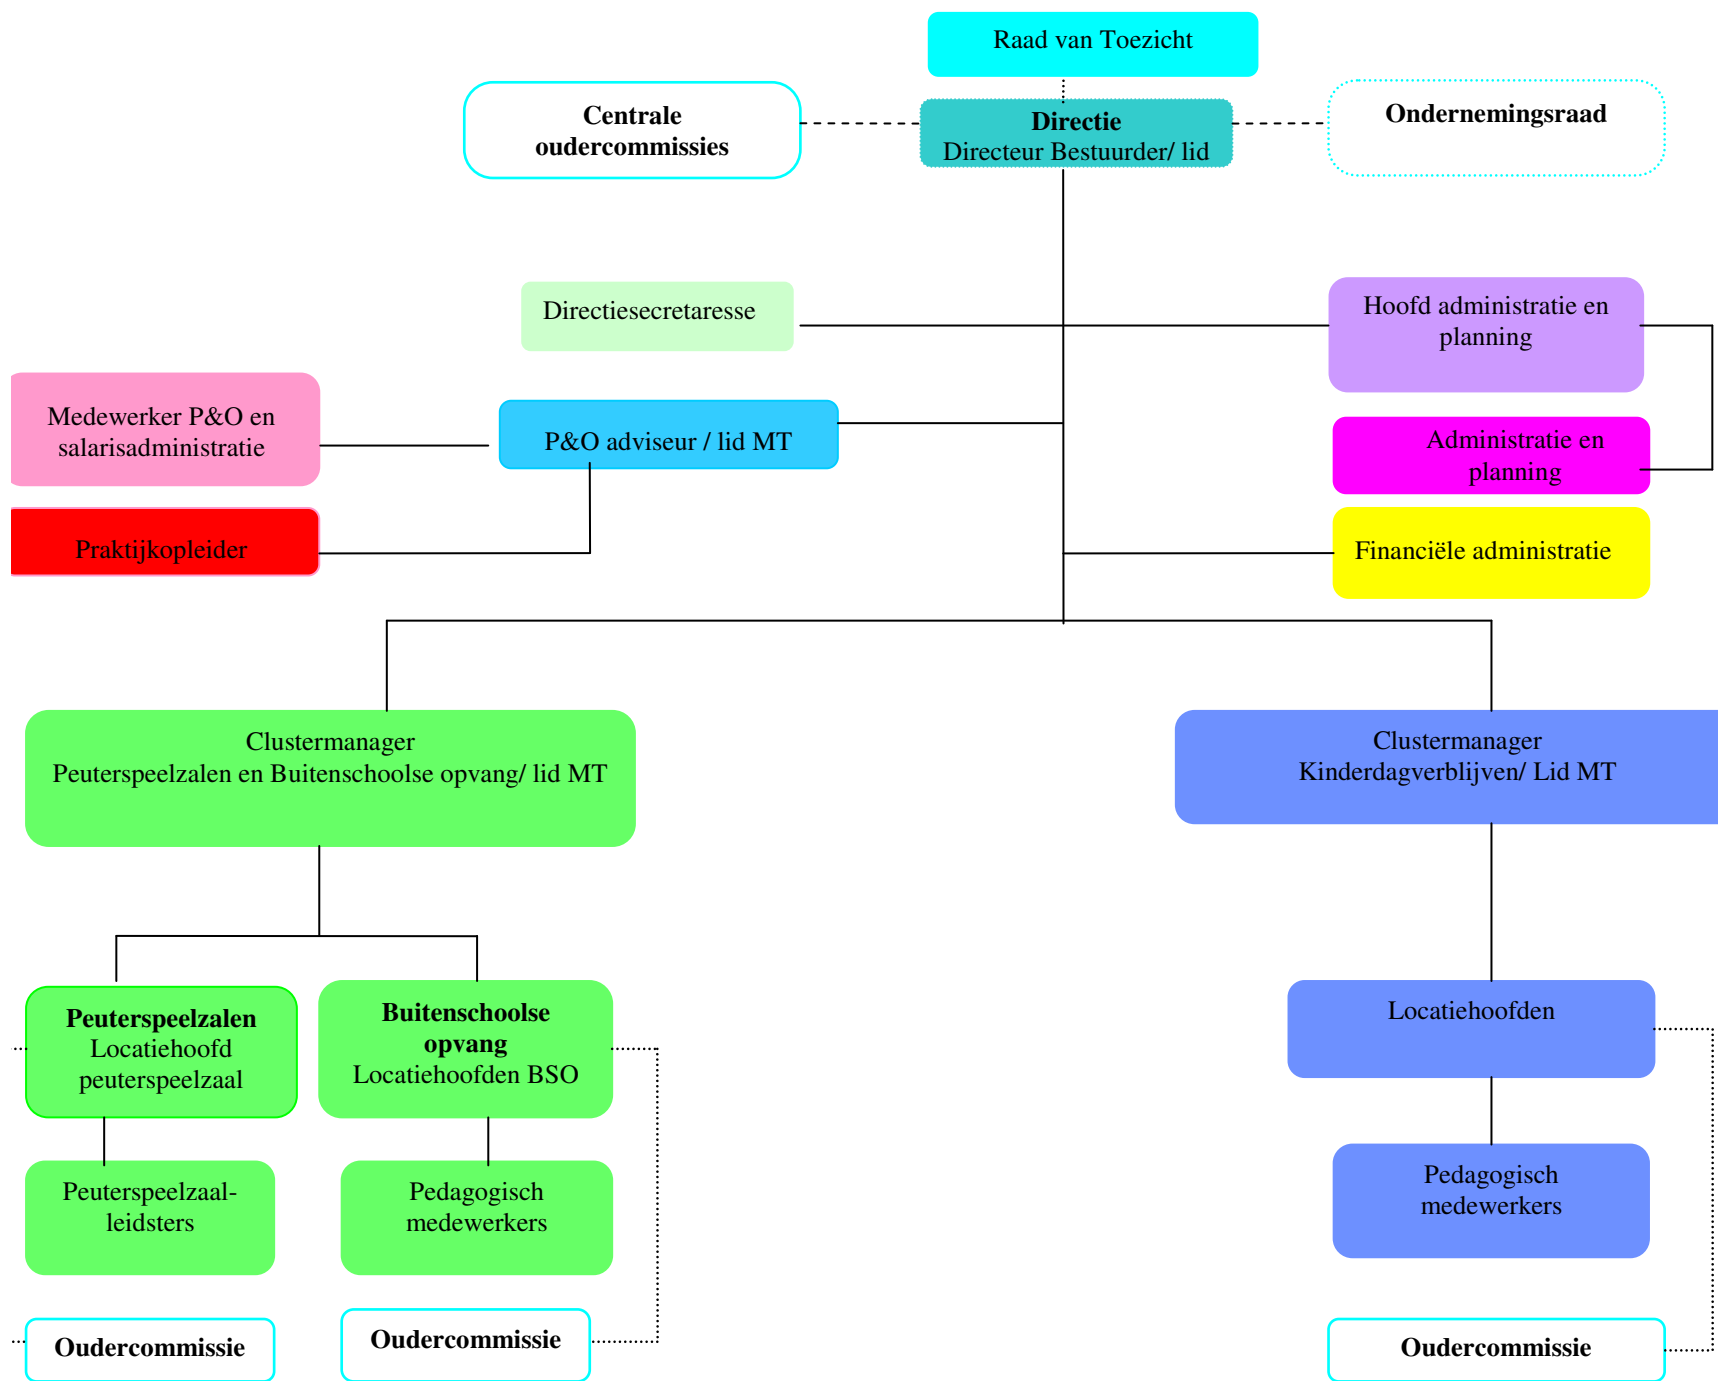 Raad van Toezicht
Centrale
oudercommissies
Directie
Directeur Bestuurder/ lid
Ondernemingsraad
Directiesecretaresse
Hoofd administratie en
planning
Medewerker P&O en
salarisadministratie
P&O adviseur / lid MT
Administratie en
planning
Praktijkopleider
Financiële administratie
Clustermanager
Peuterspeelzalen en Buitenschoolse opvang/ lid MT
Clustermanager
Kinderdagverblijven/ Lid MT
Peuterspeelzalen
Locatiehoofd
peuterspeelzaal
Buitenschoolse
opvang
Locatiehoofden BSO
Locatiehoofden
Peuterspeelzaal-
leidsters
Pedagogisch
medewerkers
Pedagogisch
medewerkers
Oudercommissie
Oudercommissie
Oudercommissie